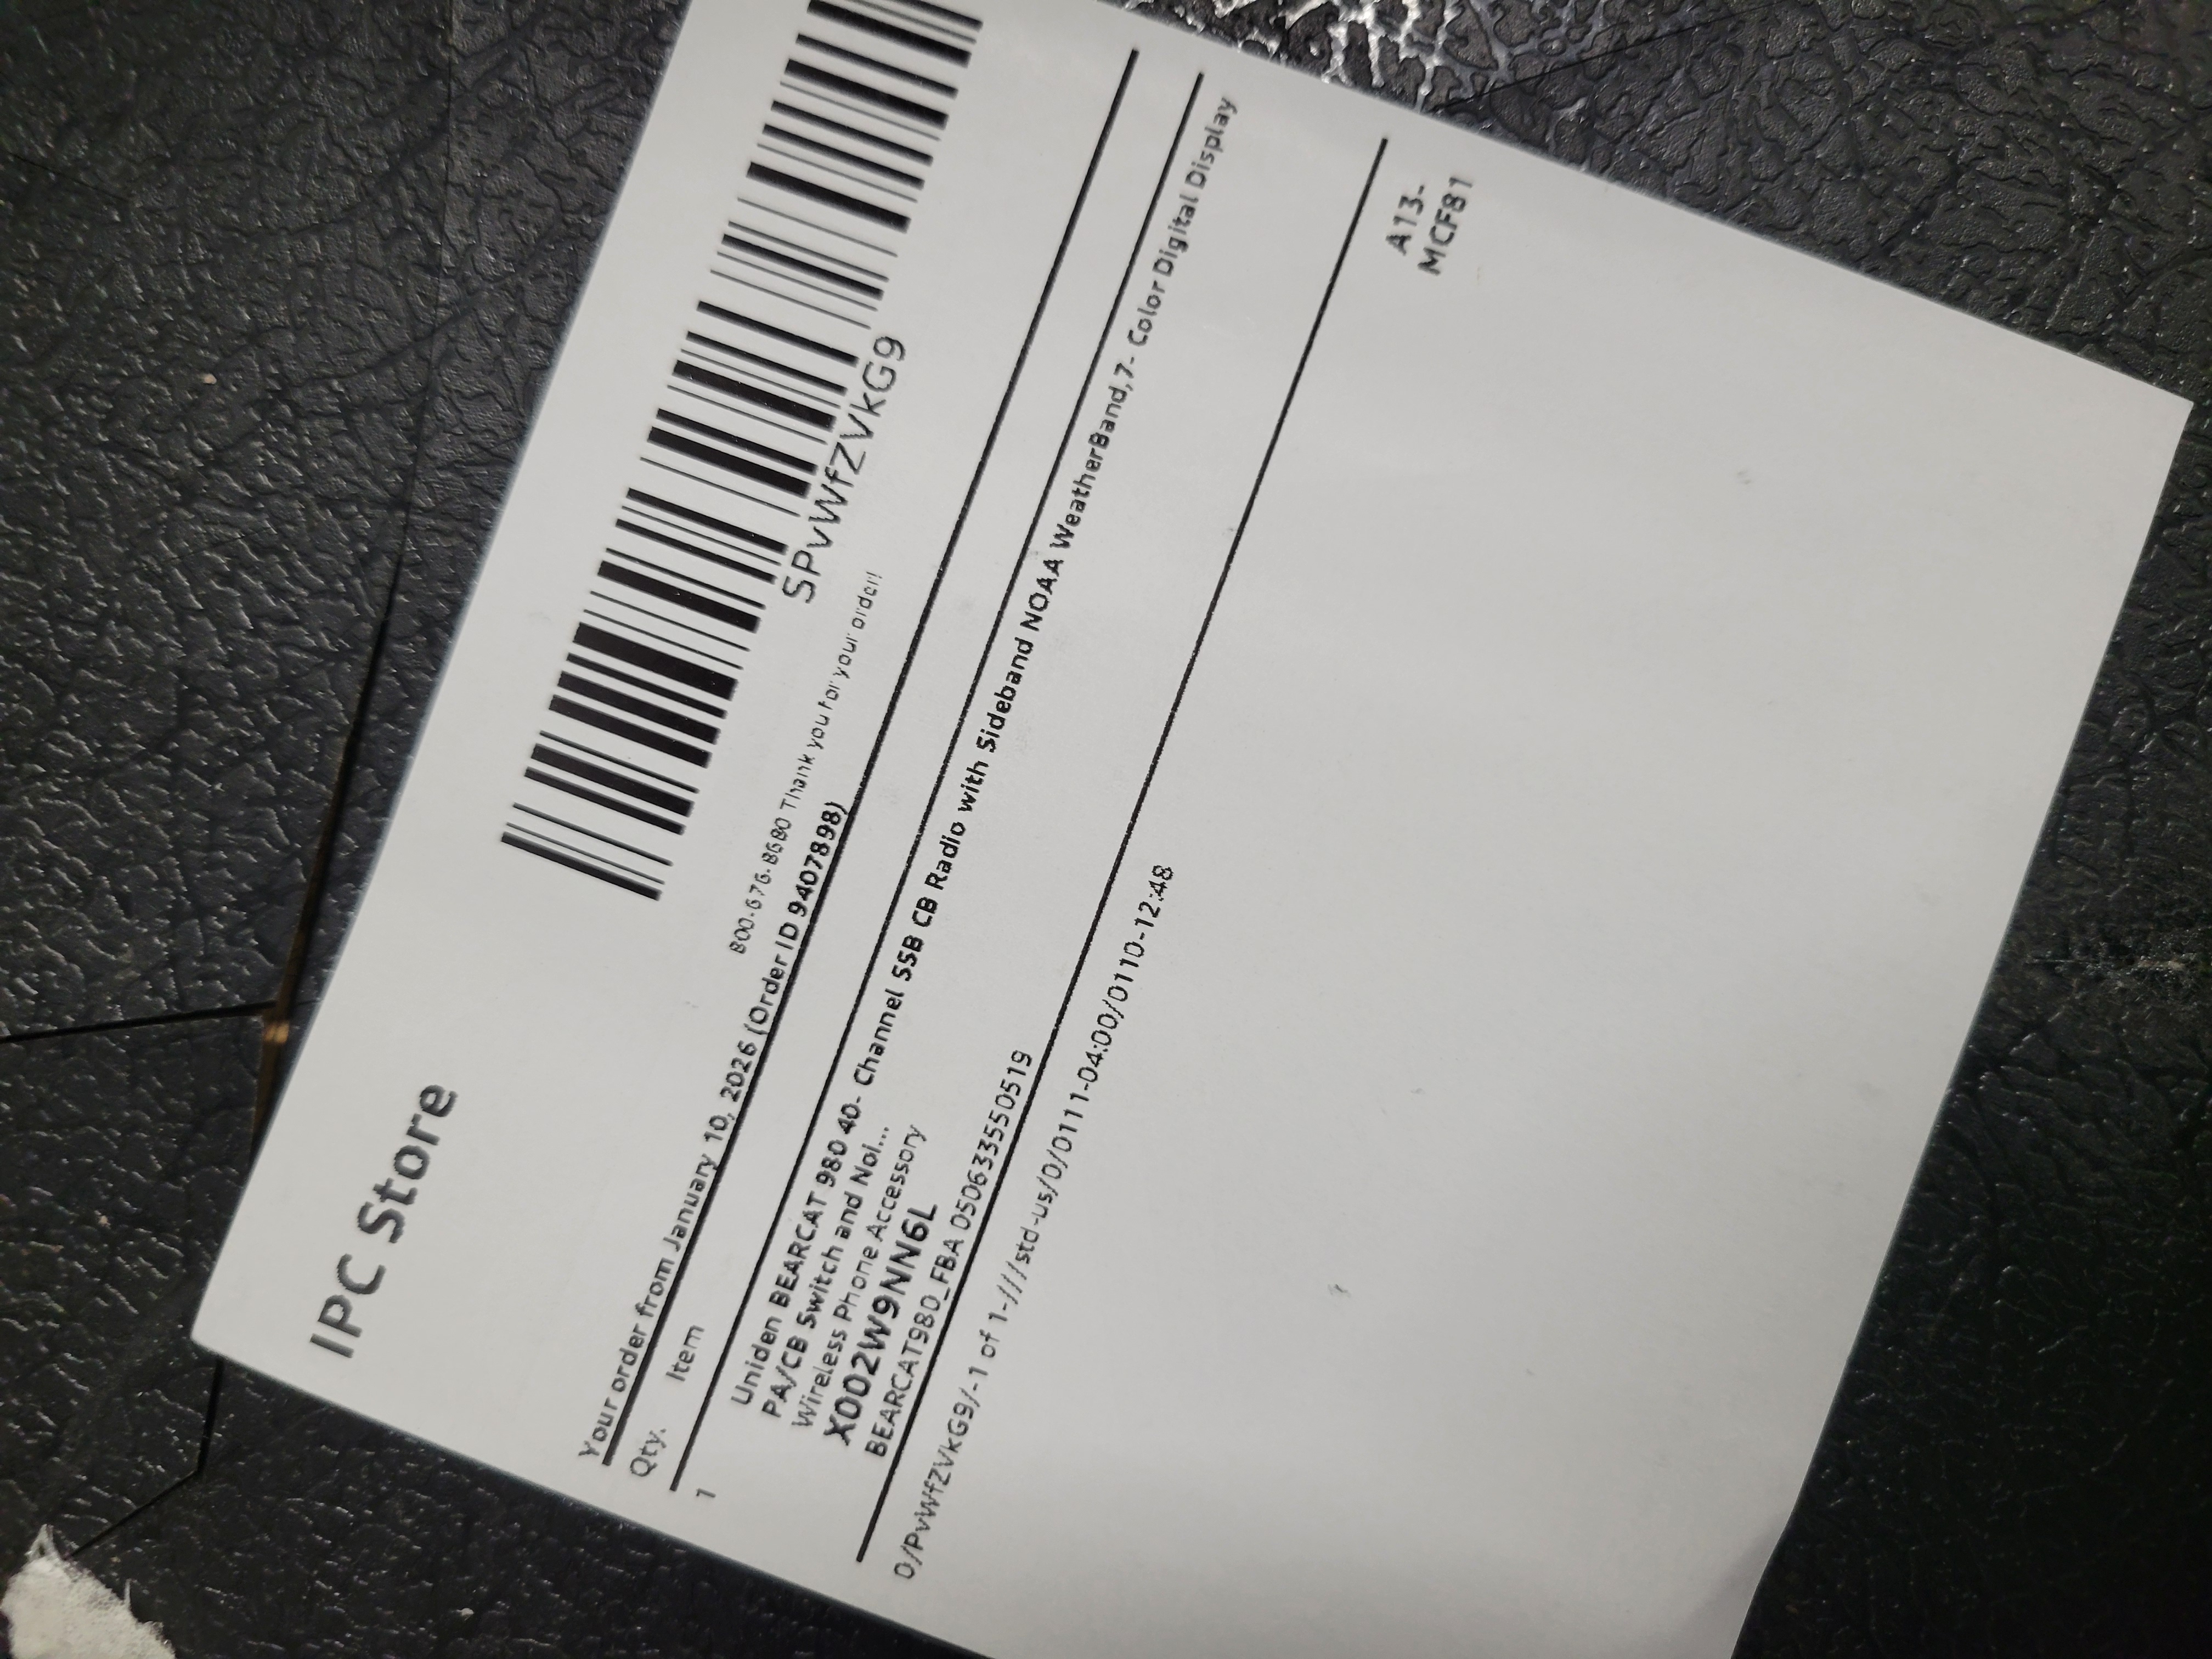 IPC Store
SPvWfZVkG9
800-676-8680 Thank you for your order!
Your order from January 10, 2026 (Order ID 9407898)
Qty. Item
1 Uniden BEARCAT 980 40- Channel SSB CB Radio with Sideband NOAA WeatherBand,7- Color Digital Display
PA/CB Switch and NoI...
Wireless Phone Accessory
X002W9NN6L
BEARCAT980_FBA 050633550519
0/PvWfZVkG9/-1 of 1-///std-us/0/0111-04:00/0110-12:48
A13-
MCF81